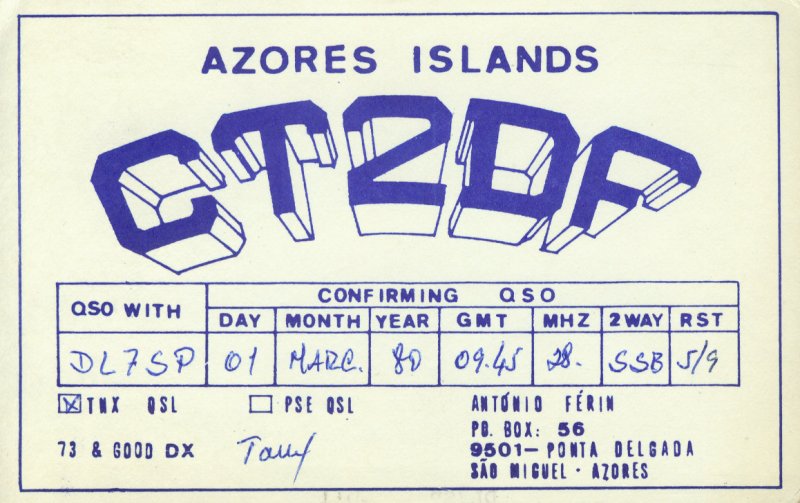 AZORES ISLANDS
CT2DP
QSO WITH
CONFIRMING QSO
DAY MONTH YEAR GMT MHZ 2WAY RST
DL7SP 01 MARC. 80 09.45 28. SSB 5/9
TNX QSL PSE QSL
73 & GOOD DX
ANTÓNIO FÉRIN
PO. BOX: 56
9501- PONTA DELGADA
SÃO MIGUEL · AZORES